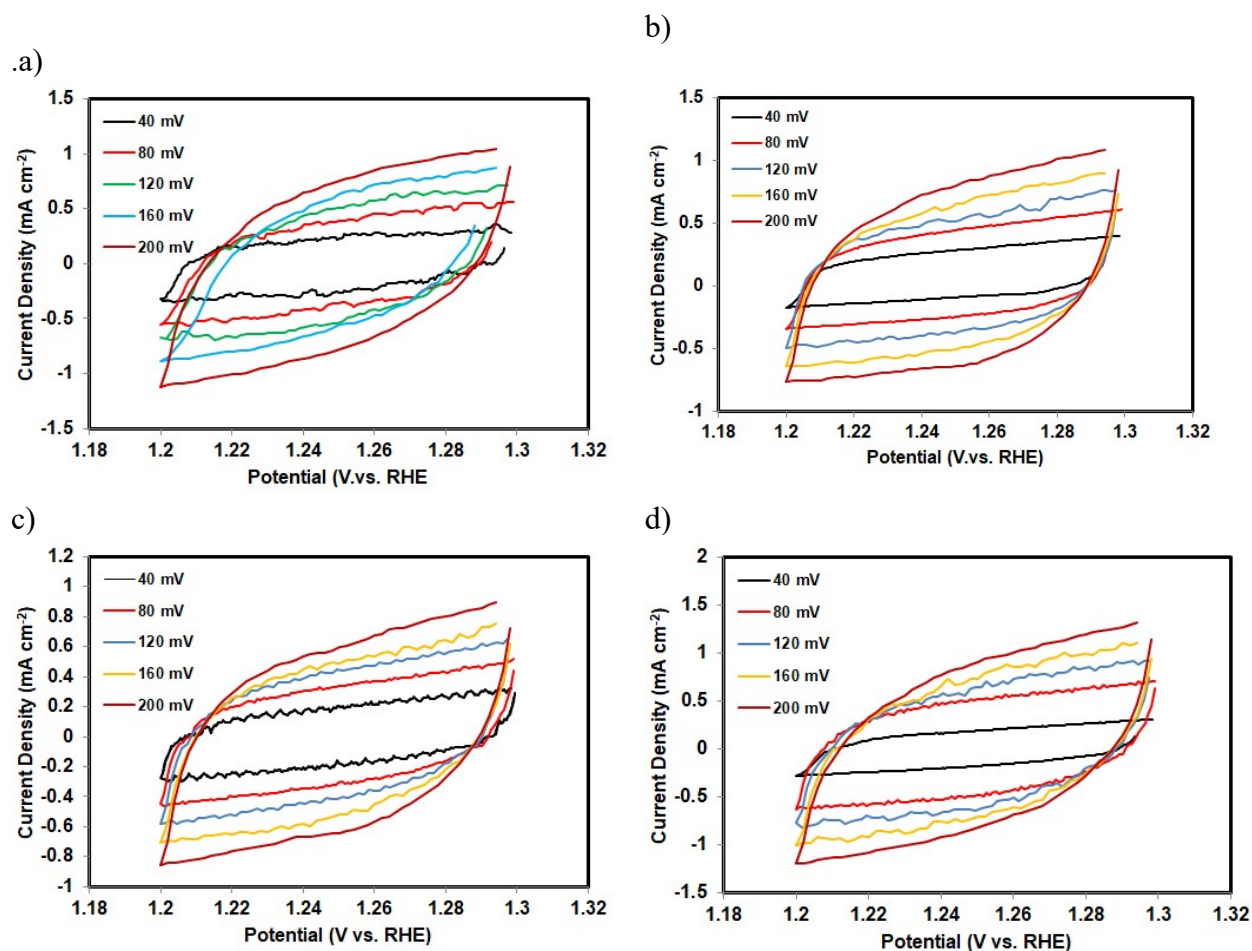 b)
.a)
Current Density (mA cm⁻²)
1.5
1
0.5
0
-0.5
-1
-1.5
40 mV
80 mV
120 mV
160 mV
200 mV
1.18 1.2 1.22 1.24 1.26 1.28 1.3 1.32
Potential (V.vs. RHE
Current Density (mA cm⁻²)
1.5
1
0.5
0
-0.5
-1
40 mV
80 mV
120 mV
160 mV
200 mV
1.18 1.2 1.22 1.24 1.26 1.28 1.3 1.32
Potential (V.vs. RHE)
c)
Current Density (mA cm⁻²)
1.2
1
0.8
0.6
0.4
0.2
0
-0.2
-0.4
-0.6
-0.8
-1
40 mV
80 mV
120 mV
160 mV
200 mV
1.18 1.2 1.22 1.24 1.26 1.28 1.3 1.32
Potential (V vs. RHE)
d)
Current Density (mA cm⁻²)
2
1.5
1
0.5
0
-0.5
-1
-1.5
40 mV
80 mV
120 mV
160 mV
200 mV
1.18 1.2 1.22 1.24 1.26 1.28 1.3 1.32
Potential (V vs. RHE)